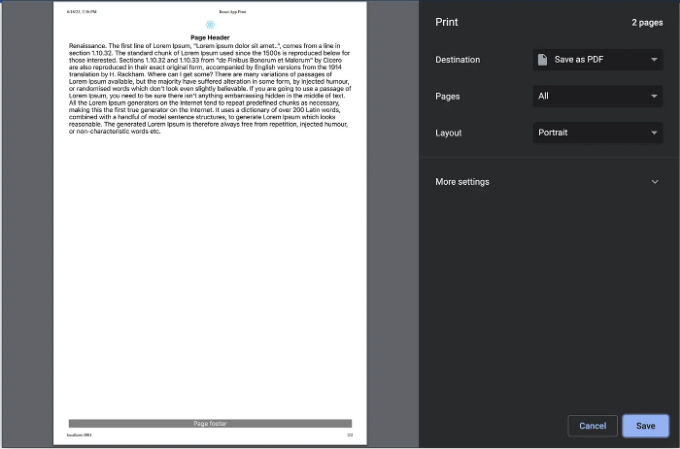 React App Print
Page Header
Renaissance. The first line of Lorem Ipsum, "Lorem ipsum dolor sit amet..", comes from a line in
section 1.10.32. The standard chunk of Lorem Ipsum used since the 1500s is reproduced below for
those interested. Sections 1.10.32 and 1.10.33 from "de Finibus Bonorum et Malorum" by Cicero
are also reproduced in their exact original form, accompanied by English versions from the 1914
translation by H. Rackham. Where can I get some? There are many variations of passages of
Lorem Ipsum available, but the majority have suffered alteration in some form, by injected humour,
or randomised words which don't look even slightly believable. If you are going to use a passage of
Lorem Ipsum, you need to be sure there isn't anything embarrassing hidden in the middle of text.
All the Lorem Ipsum generators on the Internet tend to repeat predefined chunks as necessary,
making this the first true generator on the Internet. It uses a dictionary of over 200 Latin words,
combined with a handful of model sentence structures, to generate Lorem Ipsum which looks
reasonable. The generated Lorem Ipsum is therefore always free from repetition, injected humour,
or non-characteristic words etc.
Page footer
2/2
Print 2 pages
Destination Save as PDF
Pages All
Layout Portrait
More settings
Cancel Save